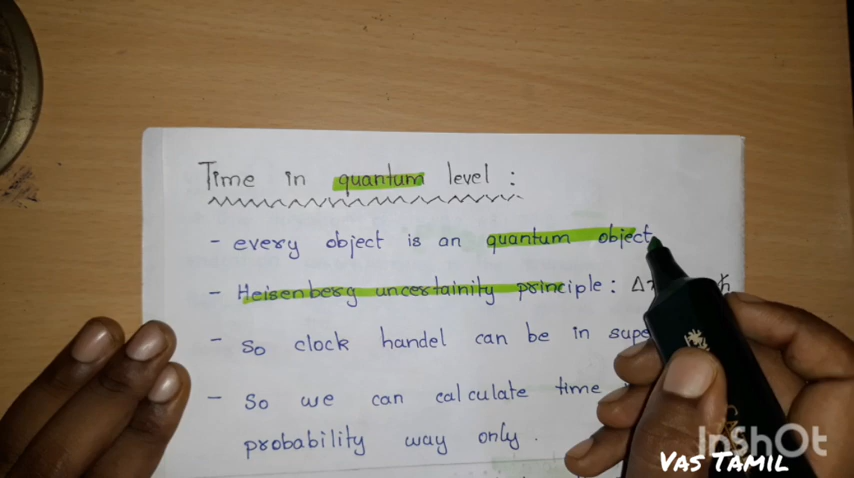 Time in quantum level :
- every object is an quantum object
- Heisenberg uncertainity principle: Δ ħ
- so clock handel can be in
- So we can calculate time
probability way only.
InShOt
VAS TAMIL